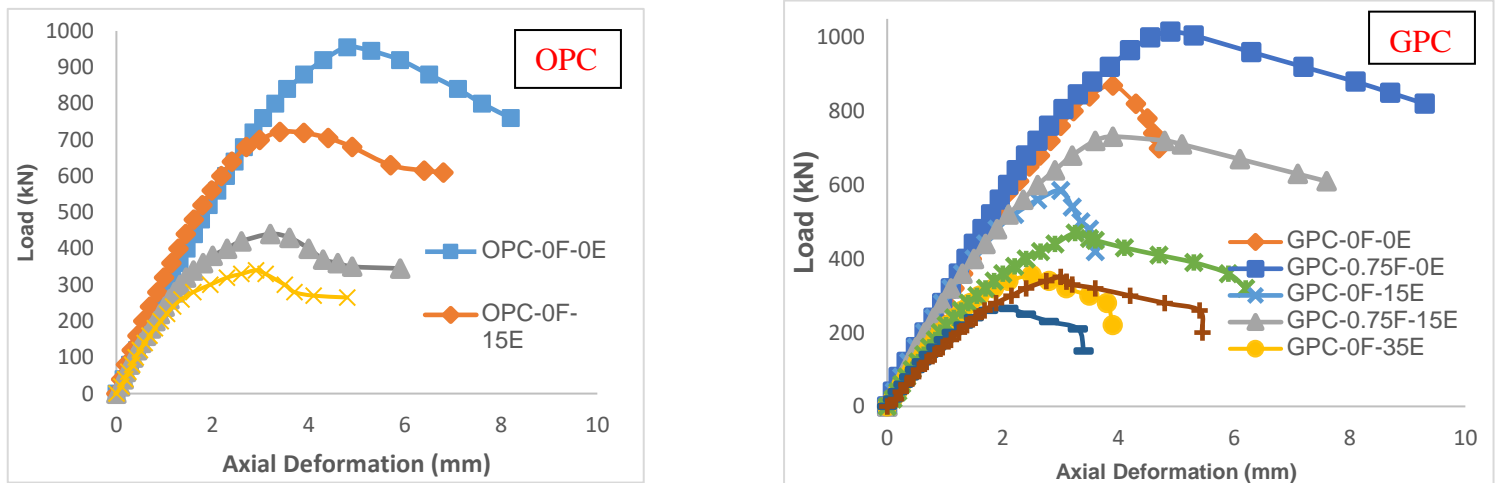 OPC
Load (kN)
1000
900
800
700
600
500
400
300
200
100
0
OPC-0F-0E
OPC-0F-
15E
0 2 4 6 8 10
Axial Deformation (mm)
GPC
Load (kN)
1000
800
600
400
200
0
GPC-0F-0E
GPC-0.75F-0E
GPC-0F-15E
GPC-0.75F-15E
GPC-0F-35E
0 2 4 6 8 10
Axial Deformation (mm)